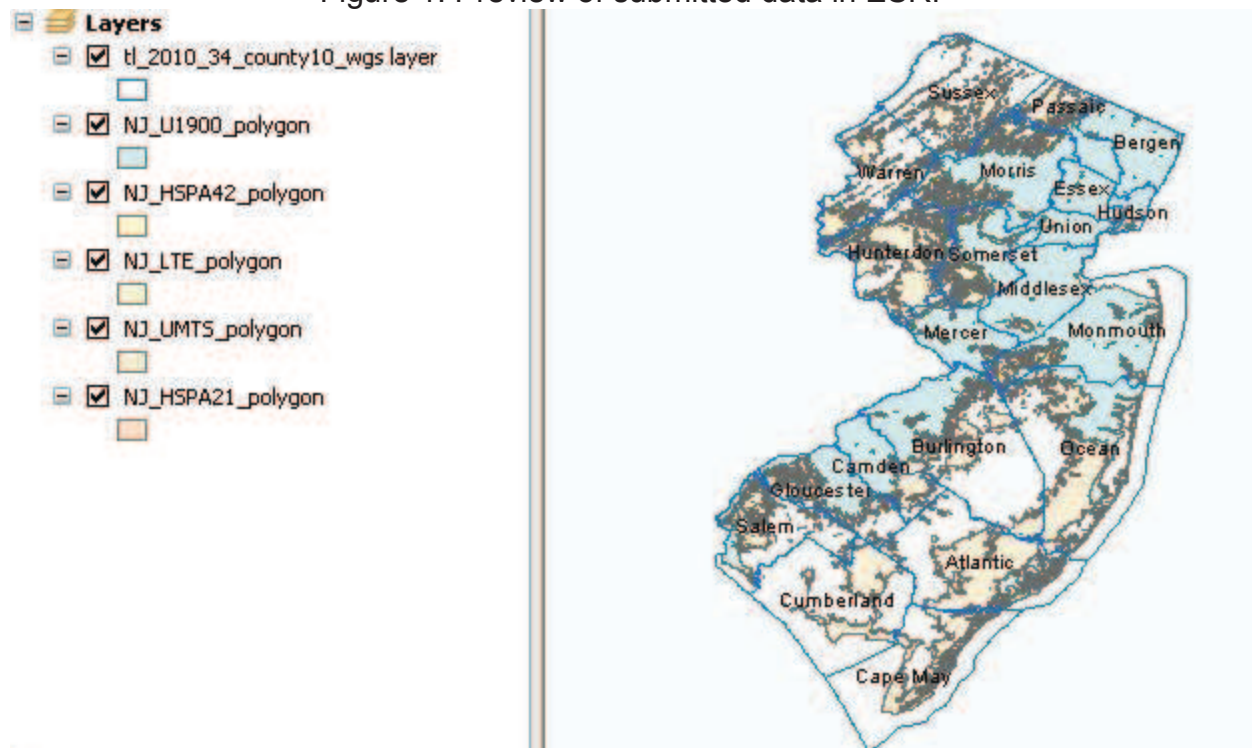 Layers
tl_2010_34_county10_wgs layer
NJ_U1900_polygon
NJ_HSPA42_polygon
NJ_LTE_polygon
NJ_UMTS_polygon
NJ_HSPA21_polygon
Sussex
Passaic
Bergen
Warren
Morris
Essex
Hudson
Union
Hunterdon
Somerset
Middlesex
Mercer
Monmouth
Burlington
Ocean
Camden
Gloucester
Salem
Atlantic
Cumberland
Cape May